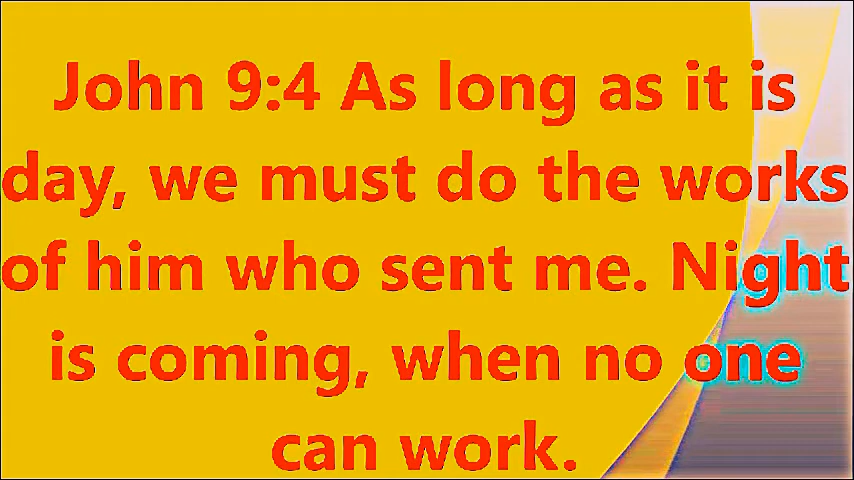 John 9:4 As long as it is
day, we must do the works
of him who sent me. Night
is coming, when no one
can work.